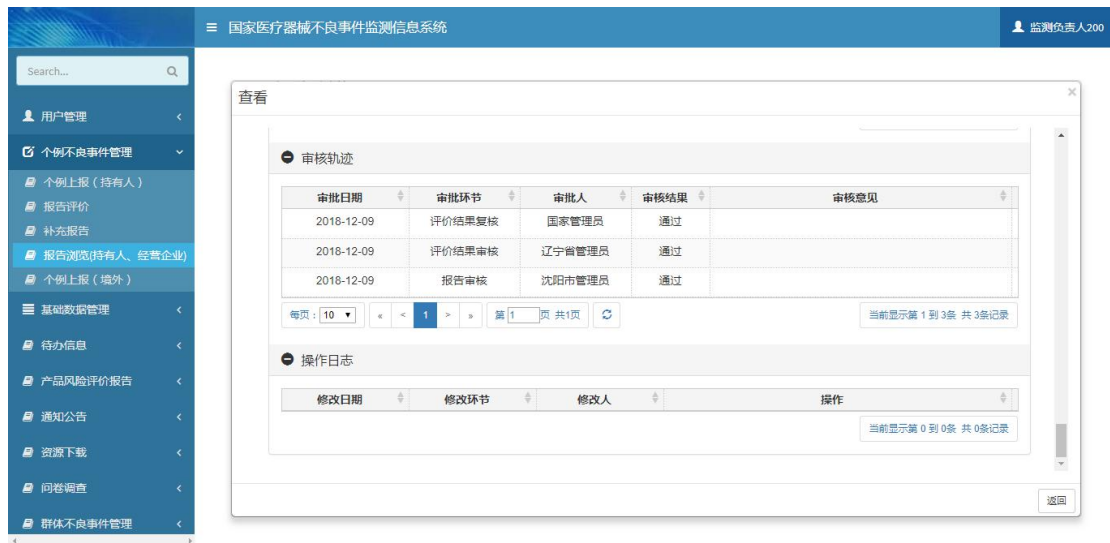 国家医疗器械不良事件监测信息系统
监测负责人200
Search...
用户管理
个例不良事件管理
个例上报（持有人）
报告评价
补充报告
报告浏览(持有人、经营企业)
个例上报（境外）
基础数据管理
待办信息
产品风险评价报告
通知公告
资源下载
问卷调查
群体不良事件管理
查看
×
审核轨迹
审批日期 审批环节 审批人 审核结果 审核意见
2018-12-09 评价结果复核 国家管理员 通过
2018-12-09 评价结果审核 辽宁省管理员 通过
2018-12-09 报告审核 沈阳市管理员 通过
每页：10 « < 1 > » 第 1 页 共1页 当前显示第 1 到 3条 共 3条记录
操作日志
修改日期 修改环节 修改人 操作
当前显示第 0 到 0条 共 0条记录
返回